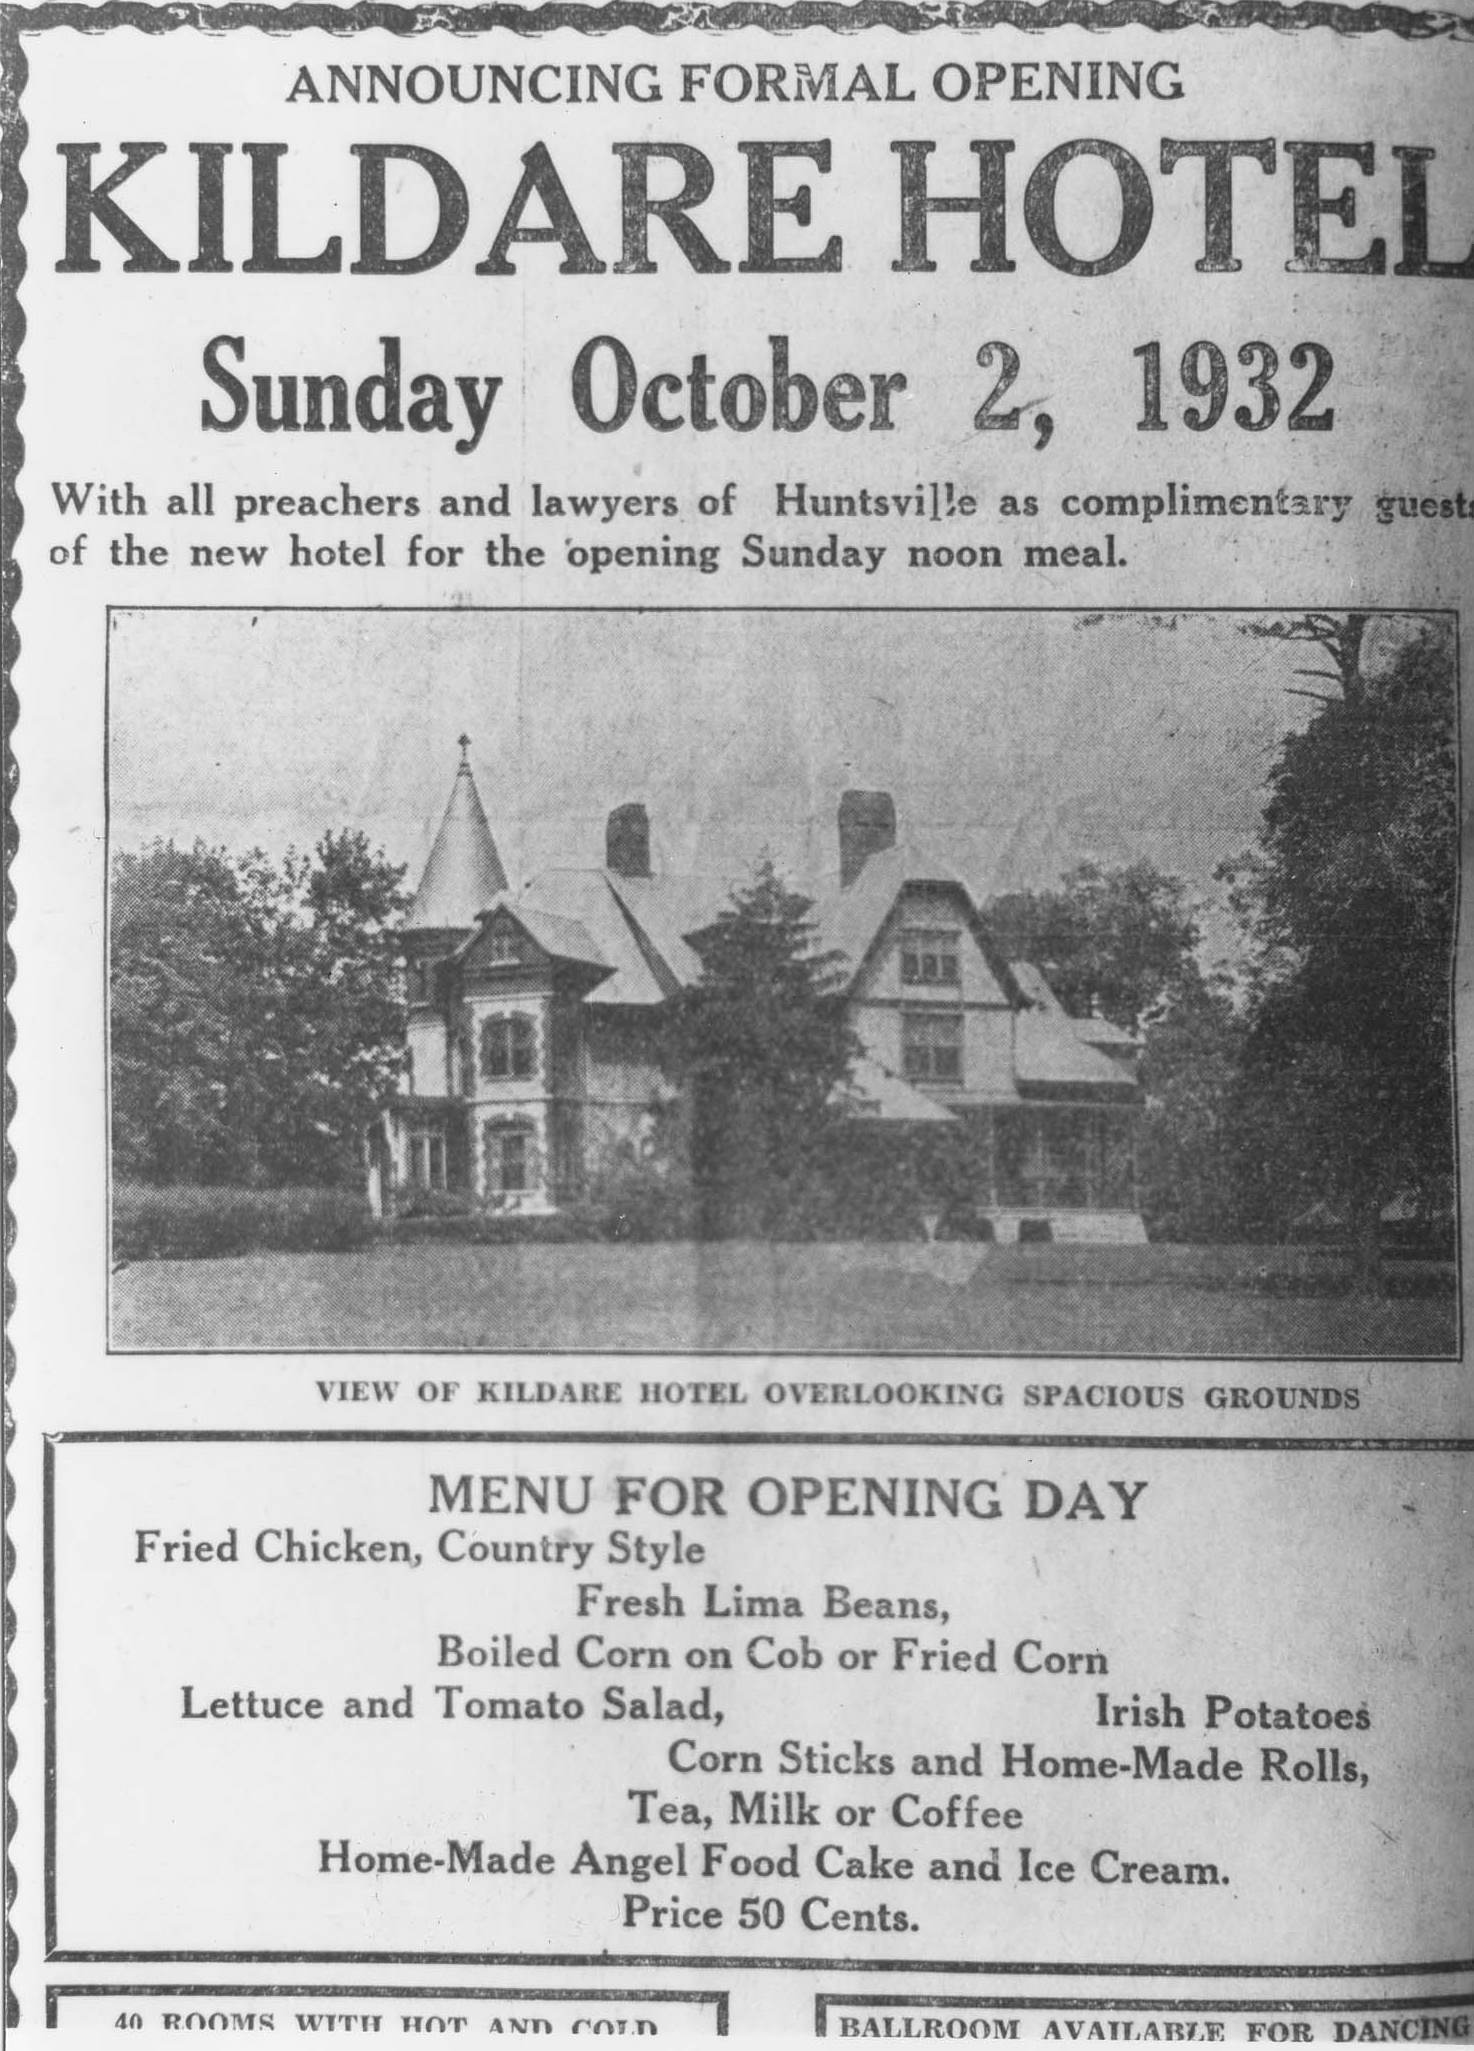 ANNOUNCING FORMAL OPENING
KILDARE HOTEL
Sunday October 2, 1932
With all preachers and lawyers of Huntsville as complimentary guests
of the new hotel for the opening Sunday noon meal.
VIEW OF KILDARE HOTEL OVERLOOKING SPACIOUS GROUNDS
MENU FOR OPENING DAY
Fried Chicken, Country Style
Fresh Lima Beans,
Boiled Corn on Cob or Fried Corn
Lettuce and Tomato Salad, Irish Potatoes
Corn Sticks and Home-Made Rolls,
Tea, Milk or Coffee
Home-Made Angel Food Cake and Ice Cream.
Price 50 Cents.
40 ROOMS WITH HOT AND COLD
BALLROOM AVAILABLE FOR DANCING